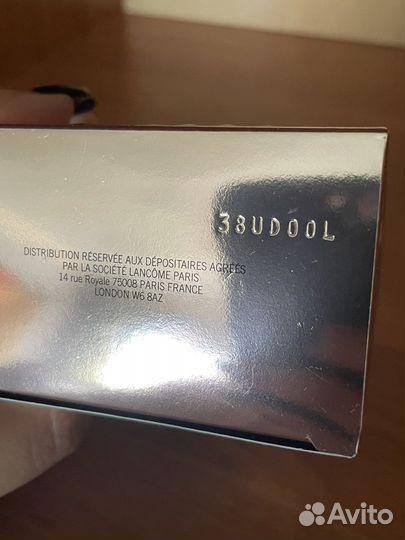 38UD00L
DISTRIBUTION RÉSERVÉE AUX DÉPOSITAIRES AGRÉÉS
PAR LA SOCIÉTÉ LANCÔME PARIS
14 rue Royale 75008 PARIS FRANCE
LONDON W6 8AZ
Avito